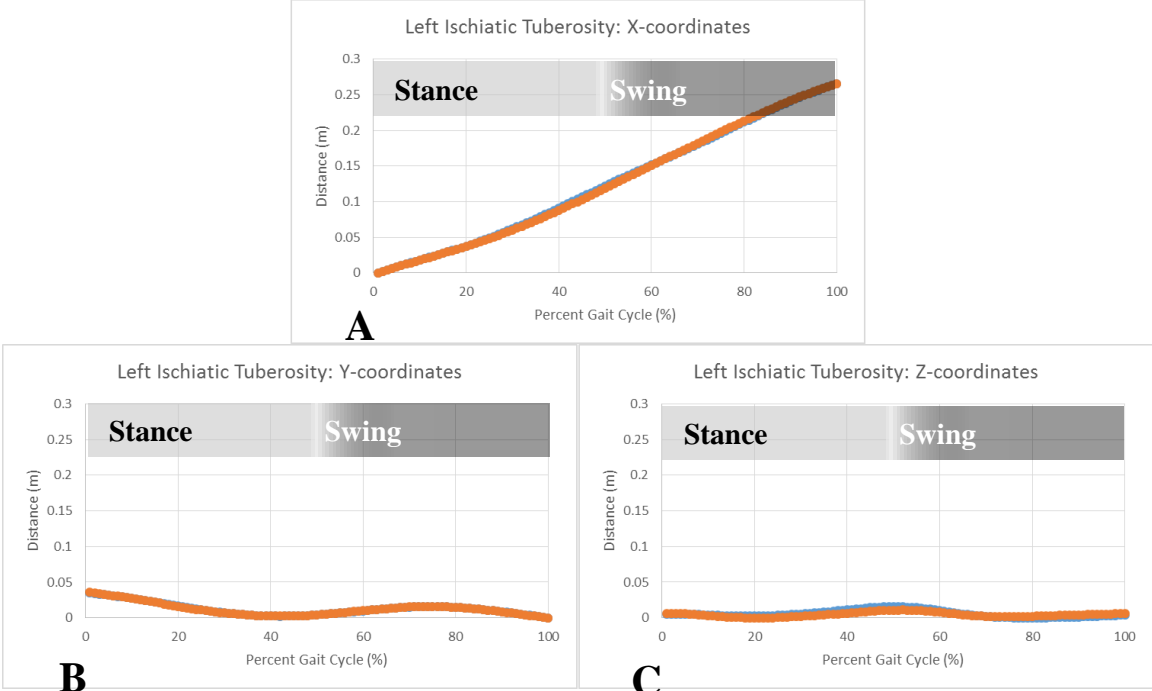 Left Ischiatic Tuberosity: X-coordinates
0.3
Stance Swing
0.25
0.2
0.15
0.1
0.05
0
Distance (m)
0 20 40 60 80 100
Percent Gait Cycle (%)
A
Left Ischiatic Tuberosity: Y-coordinates
0.3
Stance Swing
0.25
0.2
0.15
0.1
0.05
0
Distance (m)
0 20 40 60 80 100
Percent Gait Cycle (%)
B
Left Ischiatic Tuberosity: Z-coordinates
0.3
Stance Swing
0.25
0.2
0.15
0.1
0.05
0
Distance (m)
0 20 40 60 80 100
Percent Gait Cycle (%)
C